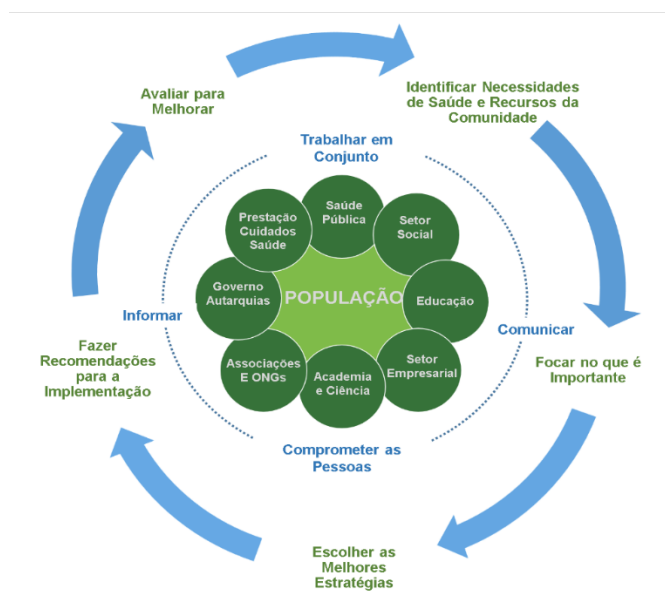 Avaliar para
Melhorar
Identificar Necessidades
de Saúde e Recursos da
Comunidade
Trabalhar em
Conjunto
Prestação
Cuidados
Saúde
Saúde
Pública
Setor
Social
Governo
Autarquias
POPULAÇÃO
Educação
Informar
Comunicar
Associações
E ONGs
Academia
e Ciência
Setor
Empresarial
Fazer
Recomendações
para a
Implementação
Focar no que é
Importante
Comprometer as
Pessoas
Escolher as
Melhores
Estratégias